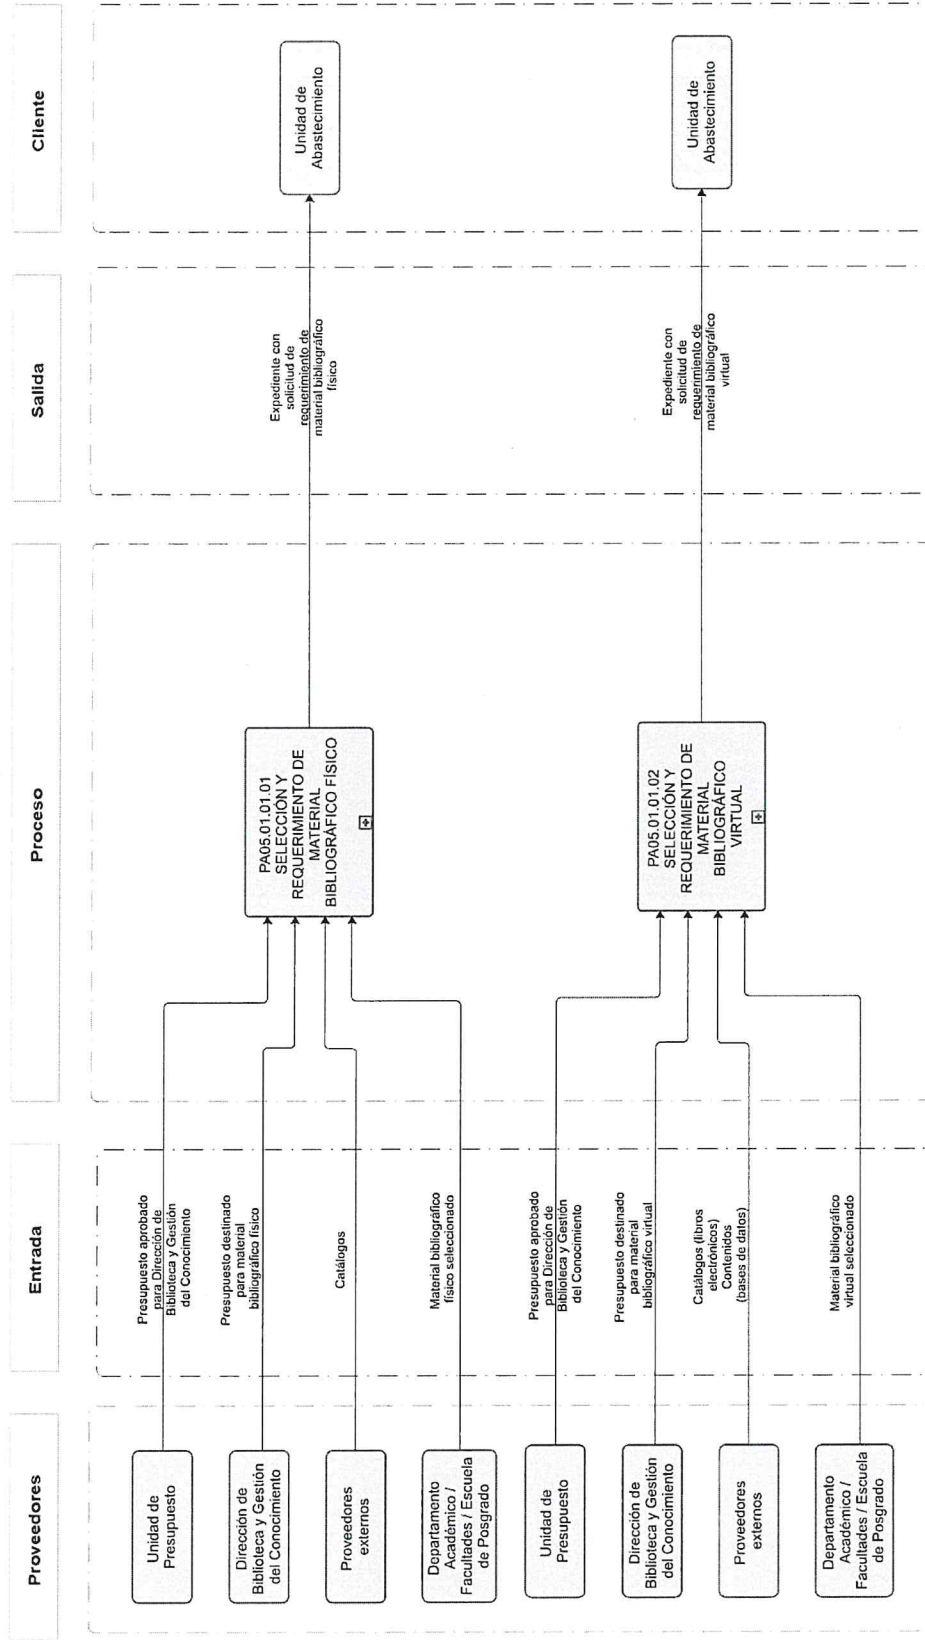 Proveedores
Entrada
Proceso
Salida
Cliente
Unidad de
Presupuesto
Presupuesto aprobado
para Dirección de
Biblioteca y Gestión
del Conocimiento
Dirección de
Biblioteca y Gestión
del Conocimiento
Presupuesto destinado
para material
bibliográfico físico
Proveedores
externos
Catálogos
Departamento
Académico /
Facultades / Escuela
de Posgrado
Material bibliográfico
físico seleccionado
PA05.01.01.01
SELECCIÓN Y
REQUERIMIENTO DE
MATERIAL
BIBLIOGRÁFICO FÍSICO
Expediente con
solicitud de
requerimiento de
material bibliográfico
físico
Unidad de
Abastecimiento
Unidad de
Presupuesto
Presupuesto aprobado
para Dirección de
Biblioteca y Gestión
del Conocimiento
Dirección de
Biblioteca y Gestión
del Conocimiento
Presupuesto destinado
para material
bibliográfico virtual
Proveedores
externos
Catálogos (libros
electrónicos)
Contenidos
(bases de datos)
Departamento
Académico /
Facultades / Escuela
de Posgrado
Material bibliográfico
virtual seleccionado
PA05.01.01.02
SELECCIÓN Y
REQUERIMIENTO DE
MATERIAL
BIBLIOGRÁFICO
VIRTUAL
Expediente con
solicitud de
requerimiento de
material bibliográfico
virtual
Unidad de
Abastecimiento